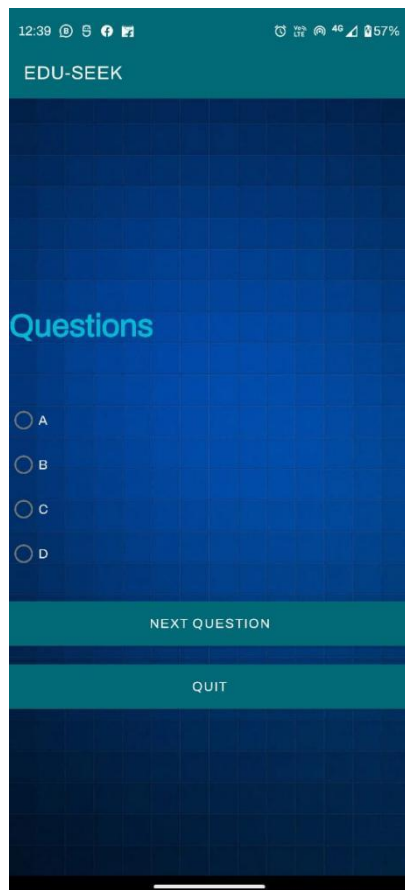 12:39 57%
EDU-SEEK
Questions
A
B
C
D
NEXT QUESTION
QUIT